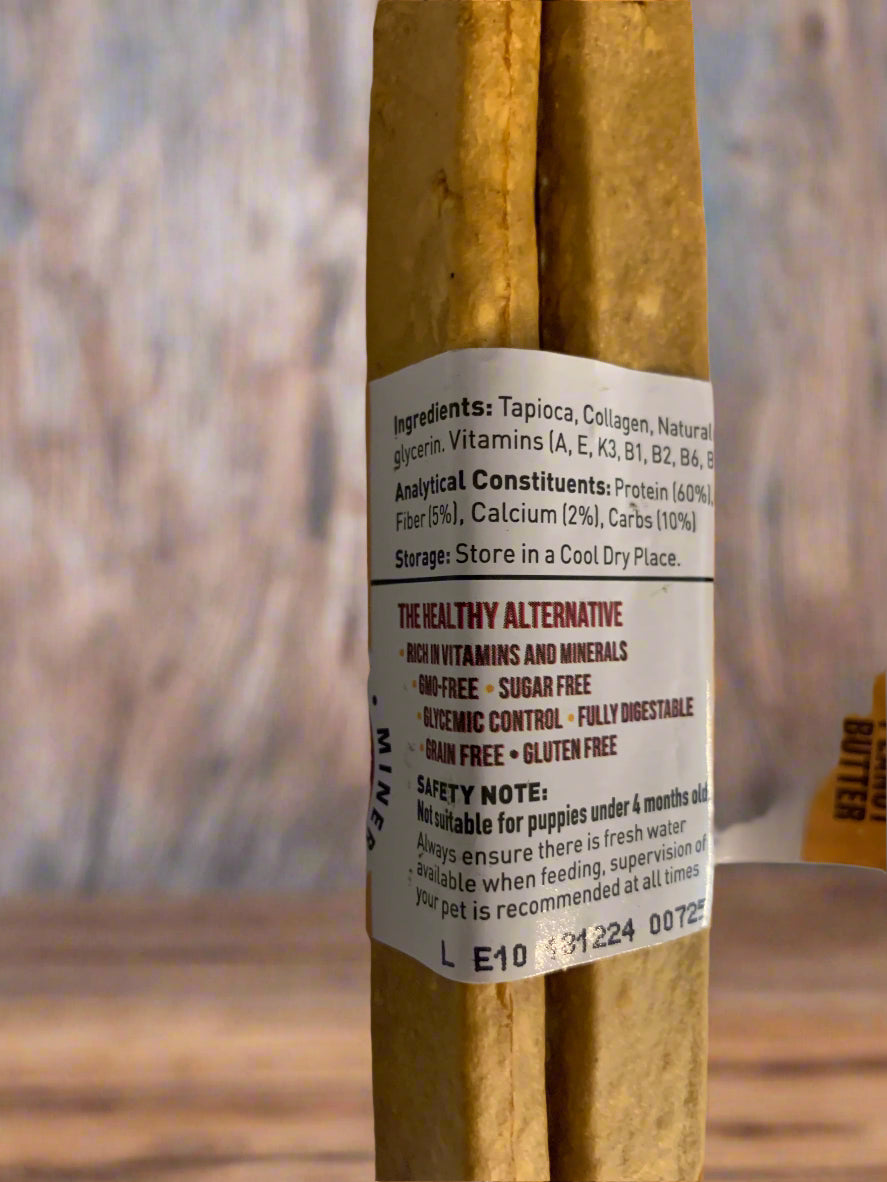 Ingredients: Tapioca, Collagen, Natural
glycerin. Vitamins (A, E, K3, B1, B2, B6, B
Analytical Constituents: Protein (60%),
Fiber (5%), Calcium (2%), Carbs (10%)
Storage: Store in a Cool Dry Place.
THE HEALTHY ALTERNATIVE
• RICH IN VITAMINS AND MINERALS
• GMO-FREE • SUGAR FREE
• GLYCEMIC CONTROL • FULLY DIGESTABLE
• GRAIN FREE • GLUTEN FREE
SAFETY NOTE:
Not suitable for puppies under 4 months old
Always ensure there is fresh water
available when feeding, supervision of
your pet is recommended at all times
L E10 00725
• MINER
BUTTER